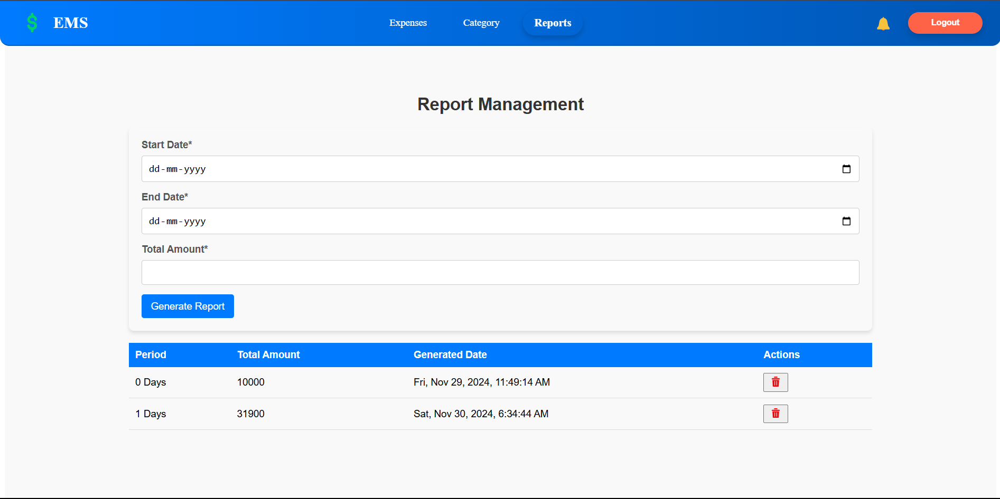 $ EMS Expenses Category Reports Logout
Report Management
Start Date*
dd-mm-yyyy
End Date*
dd-mm-yyyy
Total Amount*
Generate Report
Period Total Amount Generated Date Actions
0 Days 10000 Fri, Nov 29, 2024, 11:49:14 AM
1 Days 31900 Sat, Nov 30, 2024, 6:34:44 AM